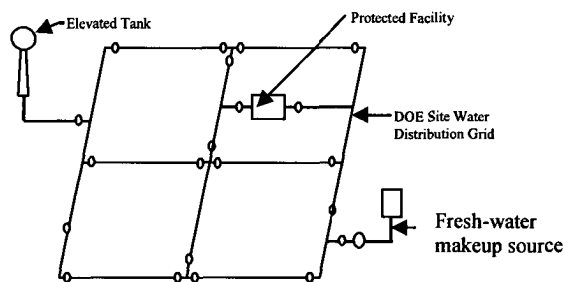 Elevated Tank
Protected Facility
DOE Site Water
Distribution Grid
Fresh-water
makeup source